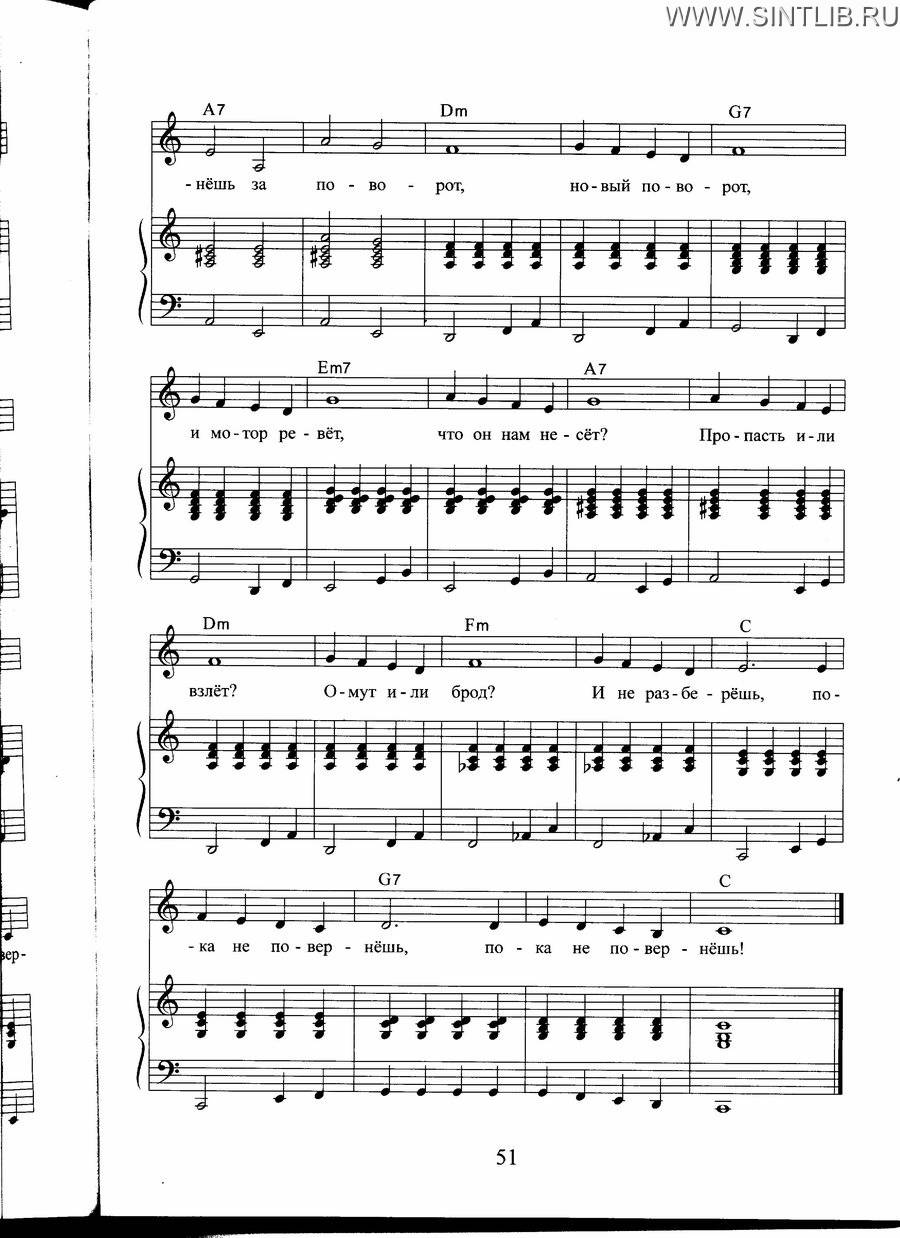 WWW.SINTLIB.RU
A7 Dm G7
-нёшь за по - во - рот, но-вый по-во - рот,
Em7 A7
и мо-тор ре-вёт, что он нам не-сёт? Про-пасть и-ли
Dm Fm C
взлёт? О-мут и-ли брод? И не раз-бе-рёшь, по-
G7 C
вер-
-ка не по-вер-нёшь, по - ка не по-вер-нёшь!
51